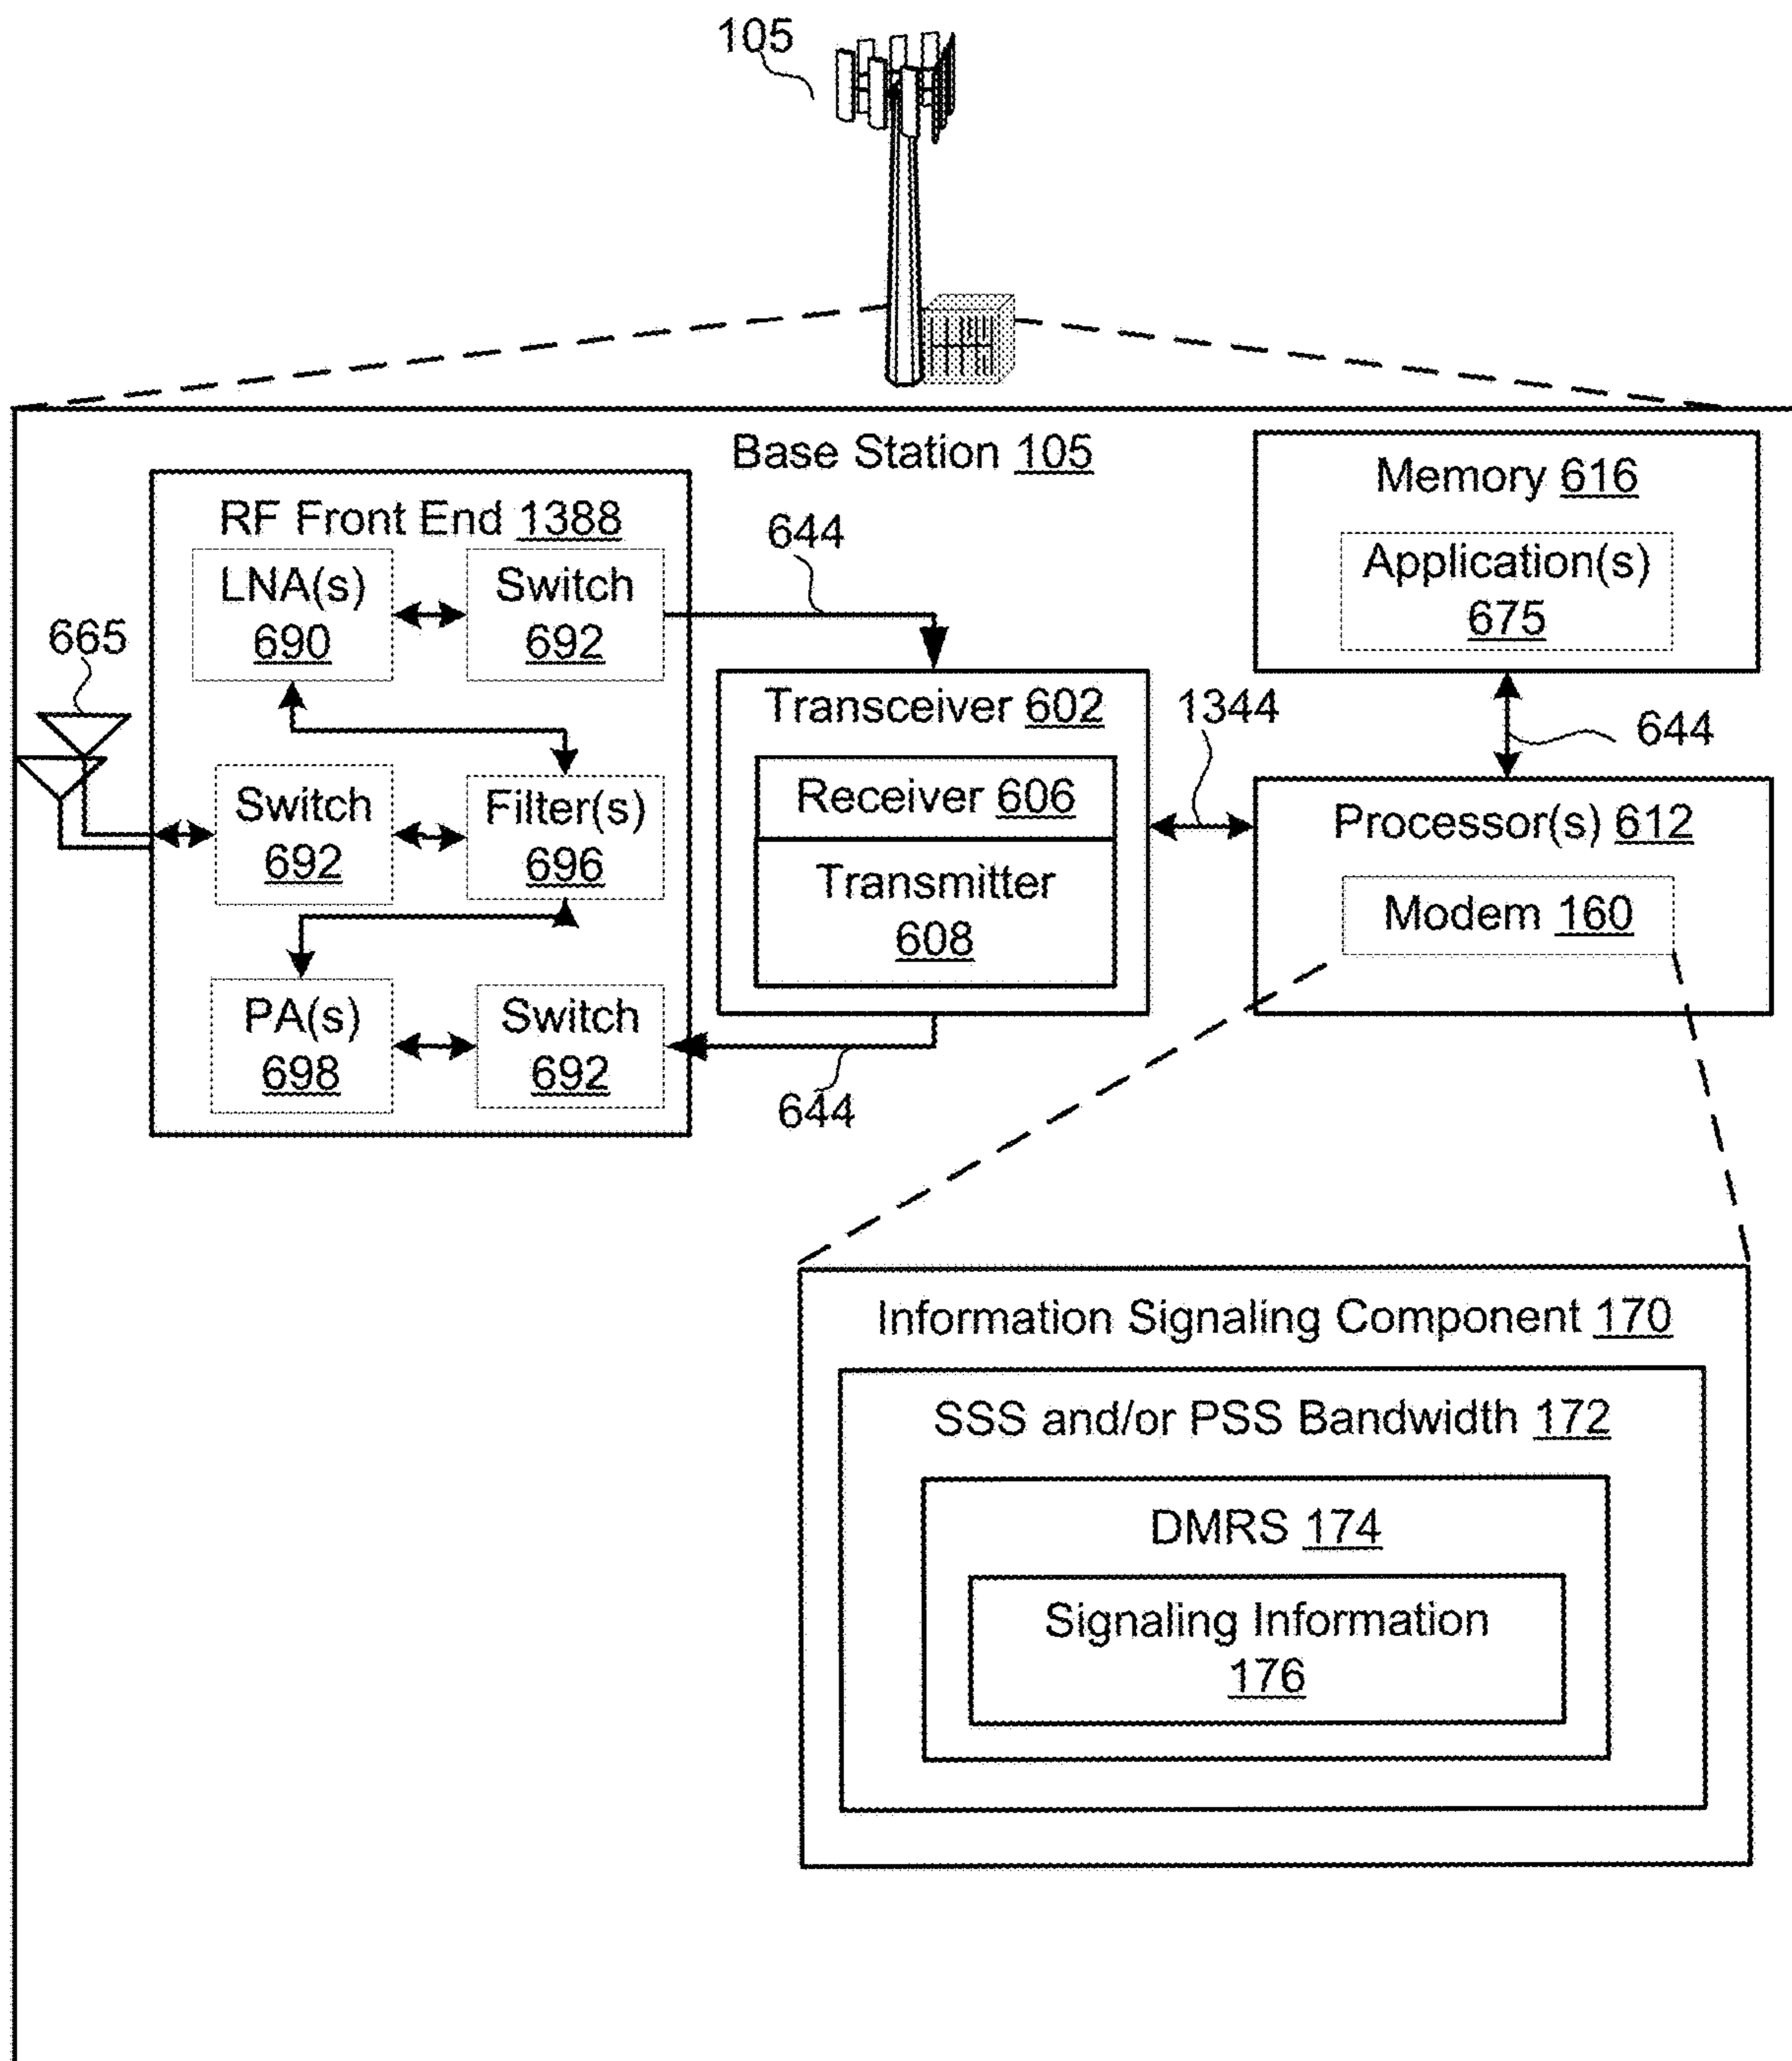 105
Base Station 105
RF Front End 1388
LNA(s)
690
Switch
692
644
665
Switch
692
Filter(s)
696
PA(s)
698
Switch
692
644
Transceiver 602
Receiver 606
Transmitter
608
1344
Memory 616
Application(s)
675
644
Processor(s) 612
Modem 160
Information Signaling Component 170
SSS and/or PSS Bandwidth 172
DMRS 174
Signaling Information
176